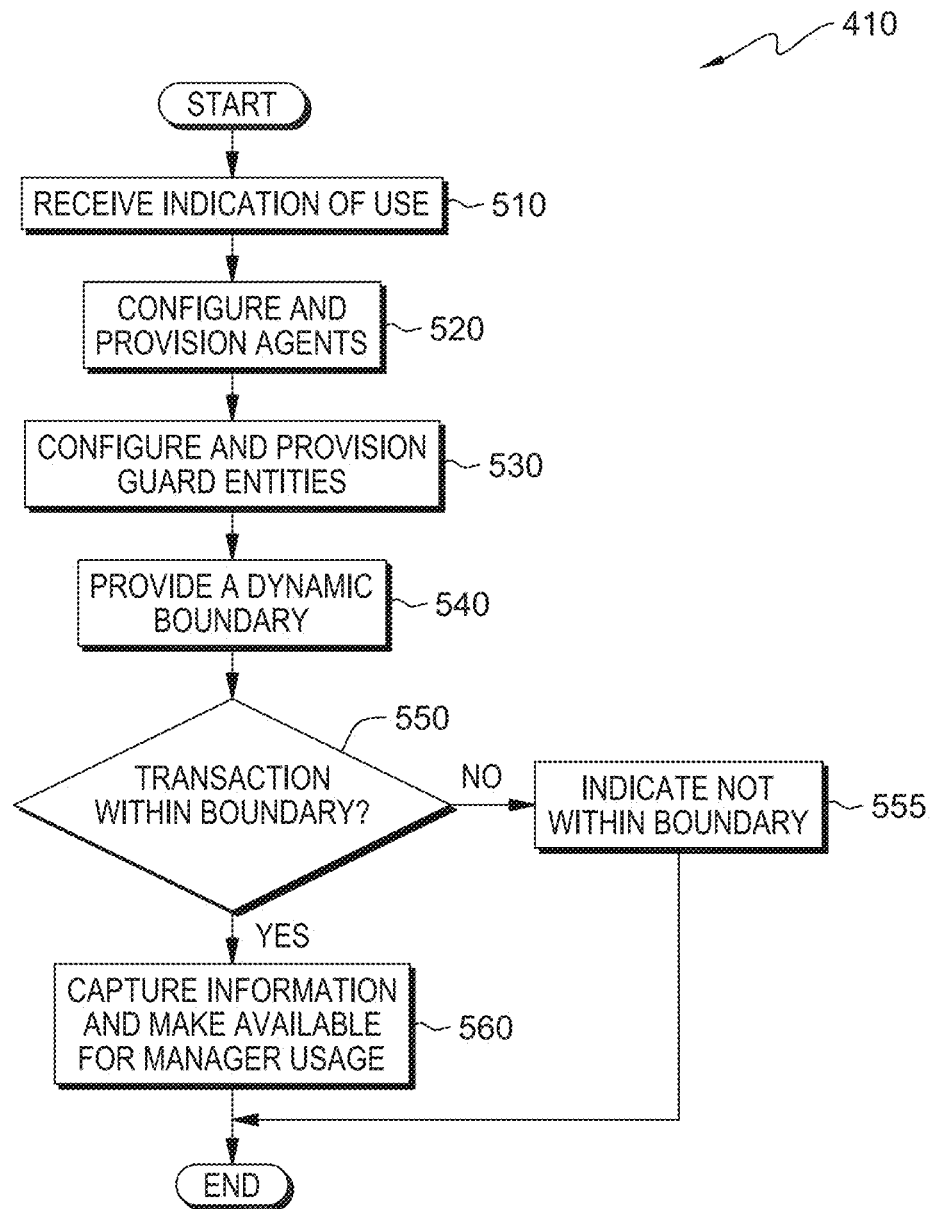 410
START
RECEIVE INDICATION OF USE
510
CONFIGURE AND
PROVISION AGENTS
520
CONFIGURE AND PROVISION
GUARD ENTITIES
530
PROVIDE A DYNAMIC
BOUNDARY
540
550
TRANSACTION
WITHIN BOUNDARY?
NO
INDICATE NOT
WITHIN BOUNDARY
555
YES
CAPTURE INFORMATION
AND MAKE AVAILABLE
FOR MANAGER USAGE
560
END